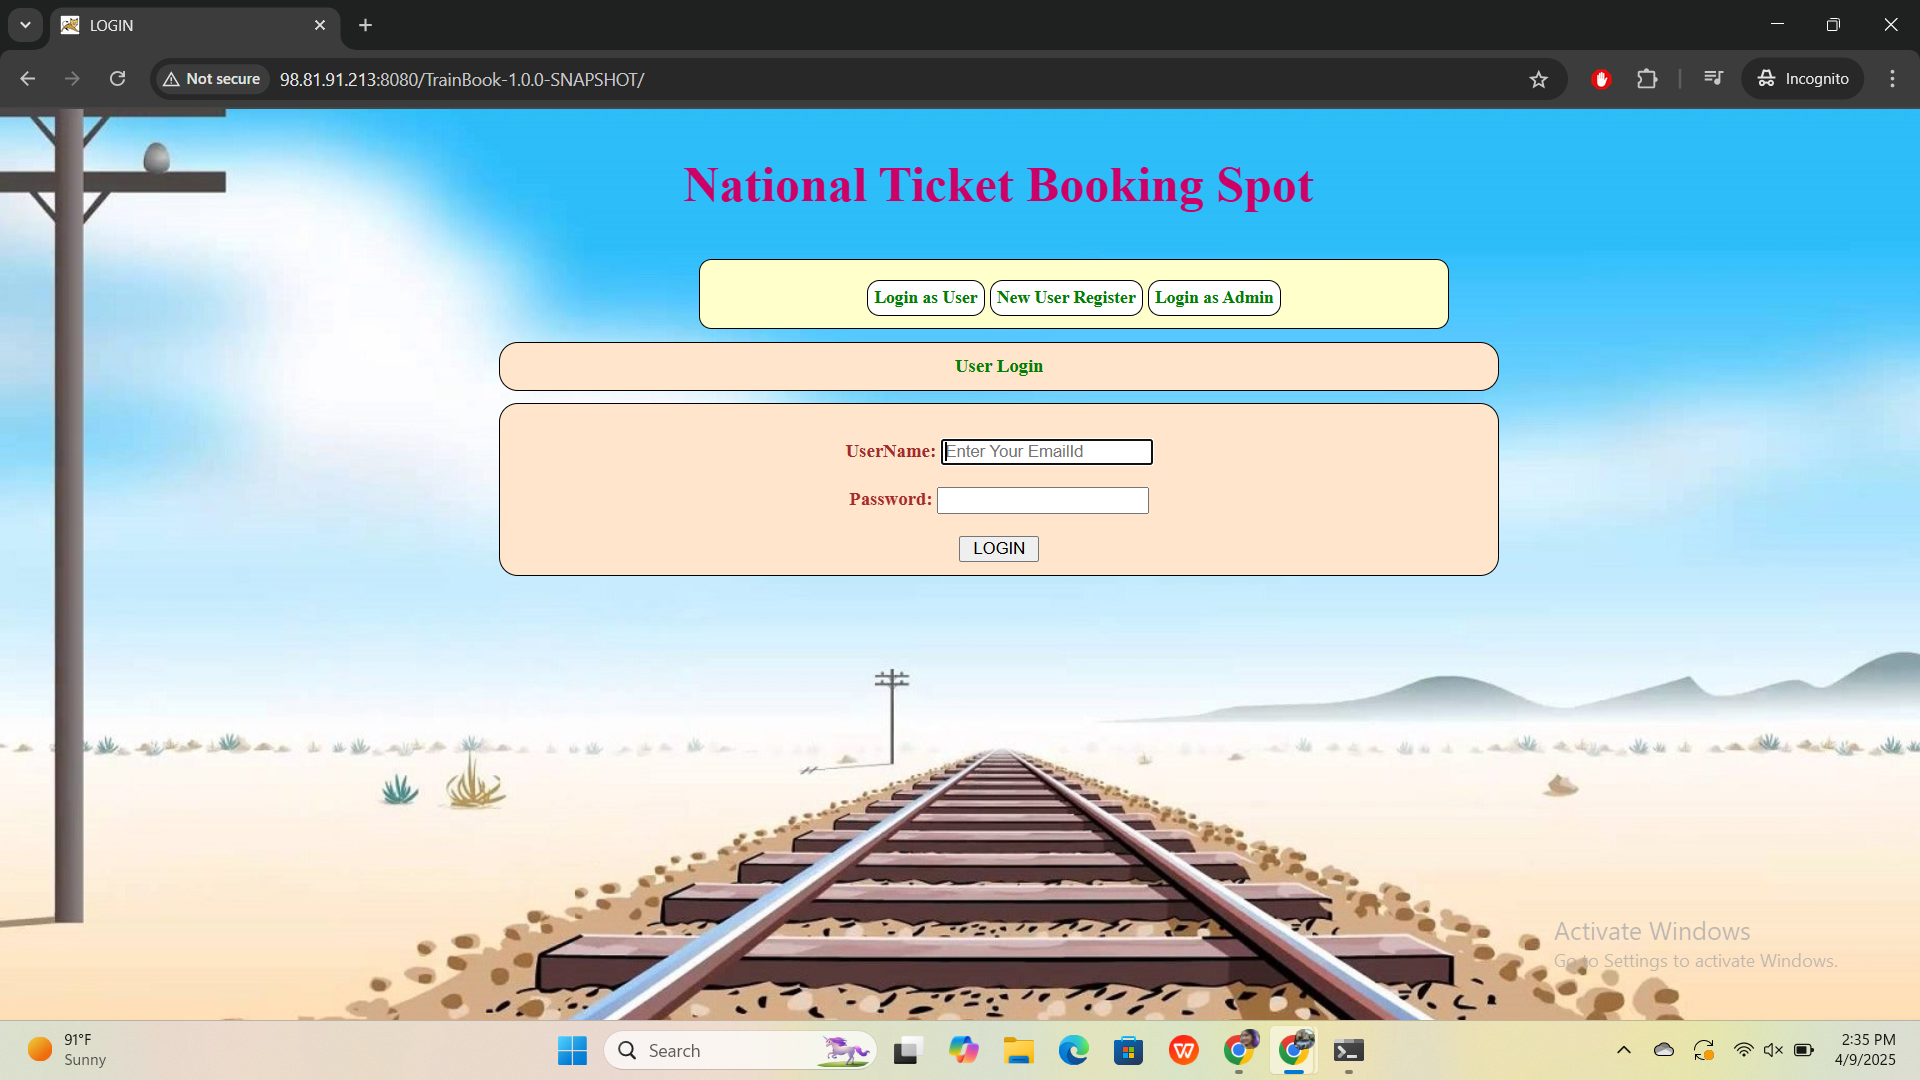 LOGIN
Not secure
98.81.91.213:8080/TrainBook-1.0.0-SNAPSHOT/
Incognito
National Ticket Booking Spot
Login as User New User Register Login as Admin
User Login
UserName: Enter Your EmailId
Password:
LOGIN
Activate Windows
Go to Settings to activate Windows.
91°F
Sunny
Search
2:35 PM
4/9/2025